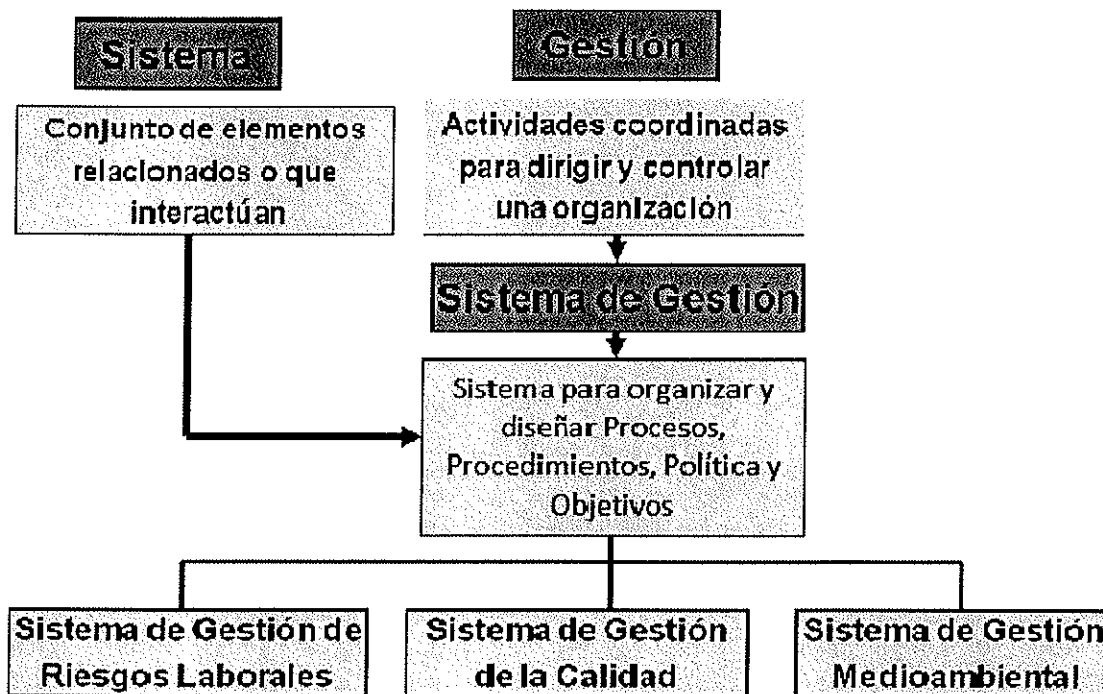 Sistema
Gestión
Conjunto de elementos
relacionados o que
interactúan
Actividades coordinadas
para dirigir y controlar
una organización
Sistema de Gestión
Sistema para organizar y
diseñar Procesos,
Procedimientos, Política y
Objetivos
Sistema de Gestión de
Riesgos Laborales
Sistema de Gestión
de la Calidad
Sistema de Gestión
Medioambiental